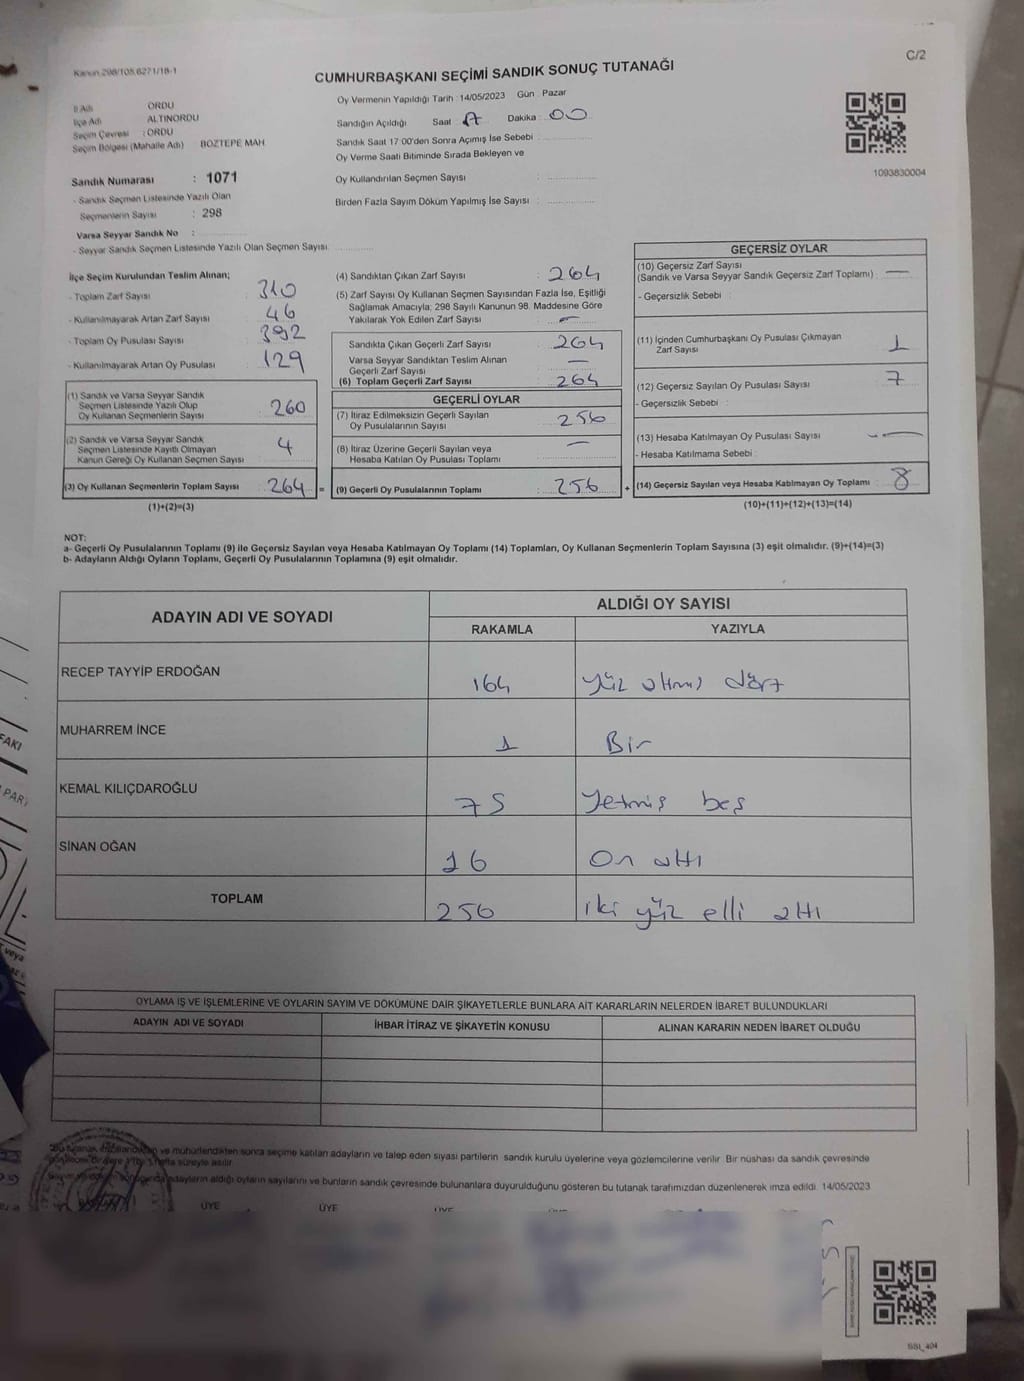 Kanun 298/105,6271/18-1
C/2
CUMHURBAŞKANI SEÇİMİ SANDIK SONUÇ TUTANAĞI
İl Adı ORDU
İlçe Adı ALTINORDU
Seçim Çevresi : ORDU
Seçim Bölgesi (Mahalle Adı) BOZTEPE MAH
Oy Vermenin Yapıldığı Tarih : 14/05/2023 Gün : Pazar
Sandığın Açıldığı Saat : 17 Dakika : 00
Sandık Saat 17:00'den Sonra Açımış İse Sebebi :
Oy Verme Saati Bitiminde Sırada Bekleyen ve
Oy Kullandırılan Seçmen Sayısı :
Birden Fazla Sayım Döküm Yapılmış İse Sayısı :
1093830004
Sandık Numarası : 1071
- Sandık Seçmen Listesinde Yazılı Olan
Seçmenlerin Sayısı : 298
Varsa Seyyar Sandık No :
- Seyyar Sandık Seçmen Listesinde Yazılı Olan Seçmen Sayısı:
İlçe Seçim Kurulundan Teslim Alınan;
- Toplam Zarf Sayısı 310
- Kullanılmayarak Artan Zarf Sayısı 46
- Toplam Oy Pusulası Sayısı 392
- Kullanılmayarak Artan Oy Pusulası 129
(1) Sandık ve Varsa Seyyar Sandık
Seçmen Listesinde Yazılı Olup
Oy Kullanan Seçmenlerin Sayısı 260
(2) Sandık ve Varsa Seyyar Sandık
Seçmen Listesinde Kayıtlı Olmayan
Kanun Gereği Oy Kullanan Seçmen Sayısı 4
(3) Oy Kullanan Seçmenlerin Toplam Sayısı 264 =
(1)+(2)=(3)
(4) Sandıktan Çıkan Zarf Sayısı : 264
(5) Zarf Sayısı Oy Kullanan Seçmen Sayısından Fazla İse, Eşitliği
Sağlamak Amacıyla; 298 Sayılı Kanunun 98. Maddesine Göre
Yakılarak Yok Edilen Zarf Sayısı : —
Sandıkta Çıkan Geçerli Zarf Sayısı : 264
Varsa Seyyar Sandıktan Teslim Alınan
Geçerli Zarf Sayısı —
(6) Toplam Geçerli Zarf Sayısı : 264
GEÇERLİ OYLAR
(7) İtiraz Edilmeksizin Geçerli Sayılan
Oy Pusulalarının Sayısı : 256
(8) İtiraz Üzerine Geçerli Sayılan veya
Hesaba Katılan Oy Pusulası Toplamı —
(9) Geçerli Oy Pusulalarının Toplamı : 256 +
GEÇERSİZ OYLAR
(10) Geçersiz Zarf Sayısı
(Sandık ve Varsa Seyyar Sandık Geçersiz Zarf Toplamı) : —
- Geçersizlik Sebebi :
(11) İçinden Cumhurbaşkanı Oy Pusulası Çıkmayan
Zarf Sayısı 1
(12) Geçersiz Sayılan Oy Pusulası Sayısı : 7
- Geçersizlik Sebebi :
(13) Hesaba Katılmayan Oy Pusulası Sayısı —
- Hesaba Katılmama Sebebi :
(14) Geçersiz Sayılan veya Hesaba Katılmayan Oy Toplamı : 8
(10)+(11)+(12)+(13)=(14)
NOT:
a- Geçerli Oy Pusulalarının Toplamı (9) ile Geçersiz Sayılan veya Hesaba Katılmayan Oy Toplamı (14) Toplamları, Oy Kullanan Seçmenlerin Toplam Sayısına (3) eşit olmalıdır. (9)+(14)=(3)
b- Adayların Aldığı Oyların Toplamı, Geçerli Oy Pusulalarının Toplamına (9) eşit olmalıdır.
ADAYIN ADI VE SOYADI
ALDIĞI OY SAYISI
RAKAMLA YAZIYLA
RECEP TAYYİP ERDOĞAN 164 Yüz altmış dört
MUHARREM İNCE 1 Bir
KEMAL KILIÇDAROĞLU 75 Yetmiş beş
SİNAN OĞAN 16 On altı
TOPLAM 256 iki yüz elli altı
OYLAMA İŞ VE İŞLEMLERİNE VE OYLARIN SAYIM VE DÖKÜMÜNE DAİR ŞİKAYETLERLE BUNLARA AİT KARARLARIN NELERDEN İBARET BULUNDUKLARI
ADAYIN ADI VE SOYADI İHBAR İTİRAZ VE ŞİKAYETİN KONUSU ALINAN KARARIN NEDEN İBARET OLDUĞU
ve mühürlendikten sonra seçime katılan adayların ve talep eden siyasi partilerin sandık kurulu üyelerine veya gözlemcilerine verilir. Bir nüshası da sandık çevresinde
hafta süreyle asılır.
adayların aldığı oyların sayılarını ve bunların sandık çevresinde bulunanlara duyurulduğunu gösteren bu tutanak tarafımızdan düzenlenerek imza edildi. 14/05/2023
ÜYE ÜYE ÜYE